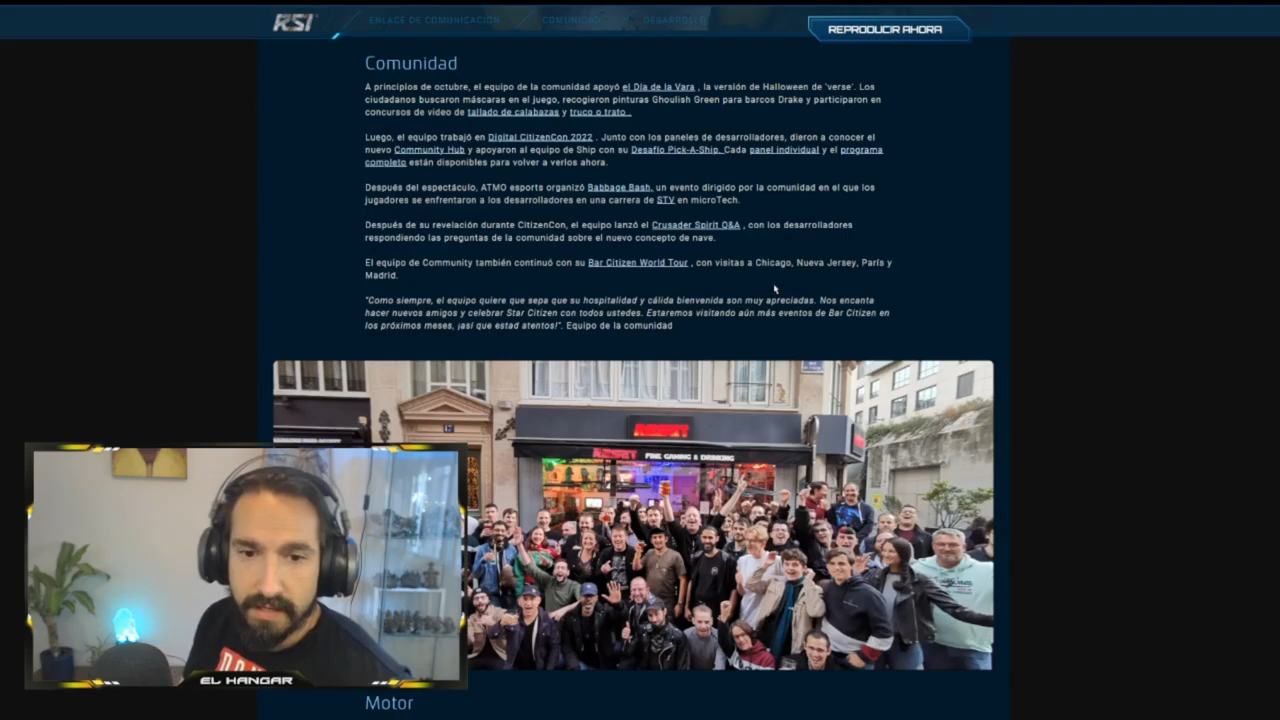 RSI
ENLACE DE COMUNICACIÓN
COMUNIDAD
DESARROLLO
REPRODUCIR AHORA
Comunidad
A principios de octubre, el equipo de la comunidad apoyó el Día de la Vara , la versión de Halloween de 'verse'. Los
ciudadanos buscaron máscaras en el juego, recogieron pinturas Ghoulish Green para barcos Drake y participaron en
concursos de video de tallado de calabazas y truco o trato .
Luego, el equipo trabajó en Digital CitizenCon 2022 . Junto con los paneles de desarrolladores, dieron a conocer el
nuevo Community Hub y apoyaron al equipo de Ship con su Desafío Pick-A-Ship. Cada panel individual y el programa
completo están disponibles para volver a verlos ahora.
Después del espectáculo, ATMO esports organizó Babbage Bash, un evento dirigido por la comunidad en el que los
jugadores se enfrentaron a los desarrolladores en una carrera de STV en microTech.
Después de su revelación durante CitizenCon, el equipo lanzó el Crusader Spirit Q&A , con los desarrolladores
respondiendo las preguntas de la comunidad sobre el nuevo concepto de nave.
El equipo de Community también continuó con su Bar Citizen World Tour , con visitas a Chicago, Nueva Jersey, París y
Madrid.
"Como siempre, el equipo quiere que sepa que su hospitalidad y cálida bienvenida son muy apreciadas. Nos encanta
hacer nuevos amigos y celebrar Star Citizen con todos ustedes. Estaremos visitando aún más eventos de Bar Citizen en
los próximos meses, ¡así que estad atentos!". Equipo de la comunidad
RESET
RESET FINE GAMING & DRINKING
EL HANGAR
Motor